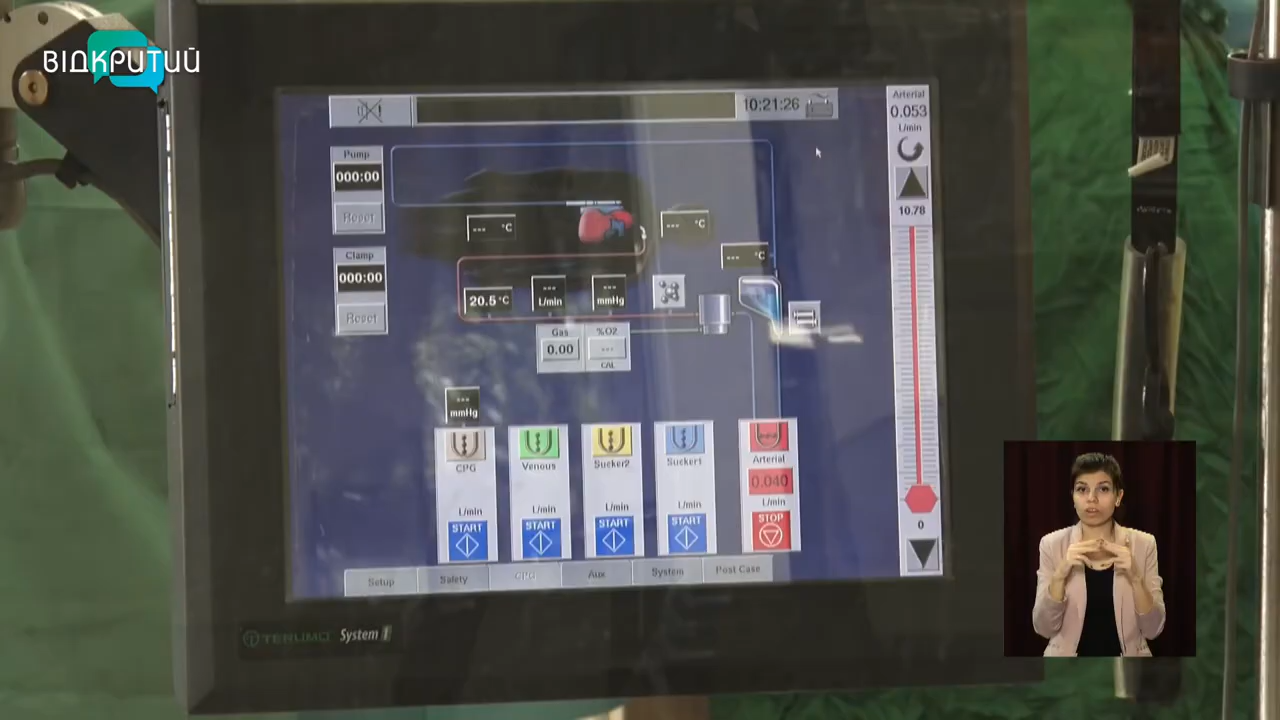 ВІДКРИТИЙ
10:21:26
Arterial
0.053
L/min
10.78
0
Pump
000:00
Reset
Clamp
000:00
Reset
--- °C
--- °C
--- °C
20.5 °C
--- L/min
--- mmHg
Gas
0.00
%O2
---
CAL
---
mmHg
CPG
L/min
START
Venous
L/min
START
Sucker2
L/min
START
Sucker1
L/min
START
Arterial
0.040
L/min
STOP
Setup
Safety
CPG
Aux
System
Post Case
TERUMO System 1